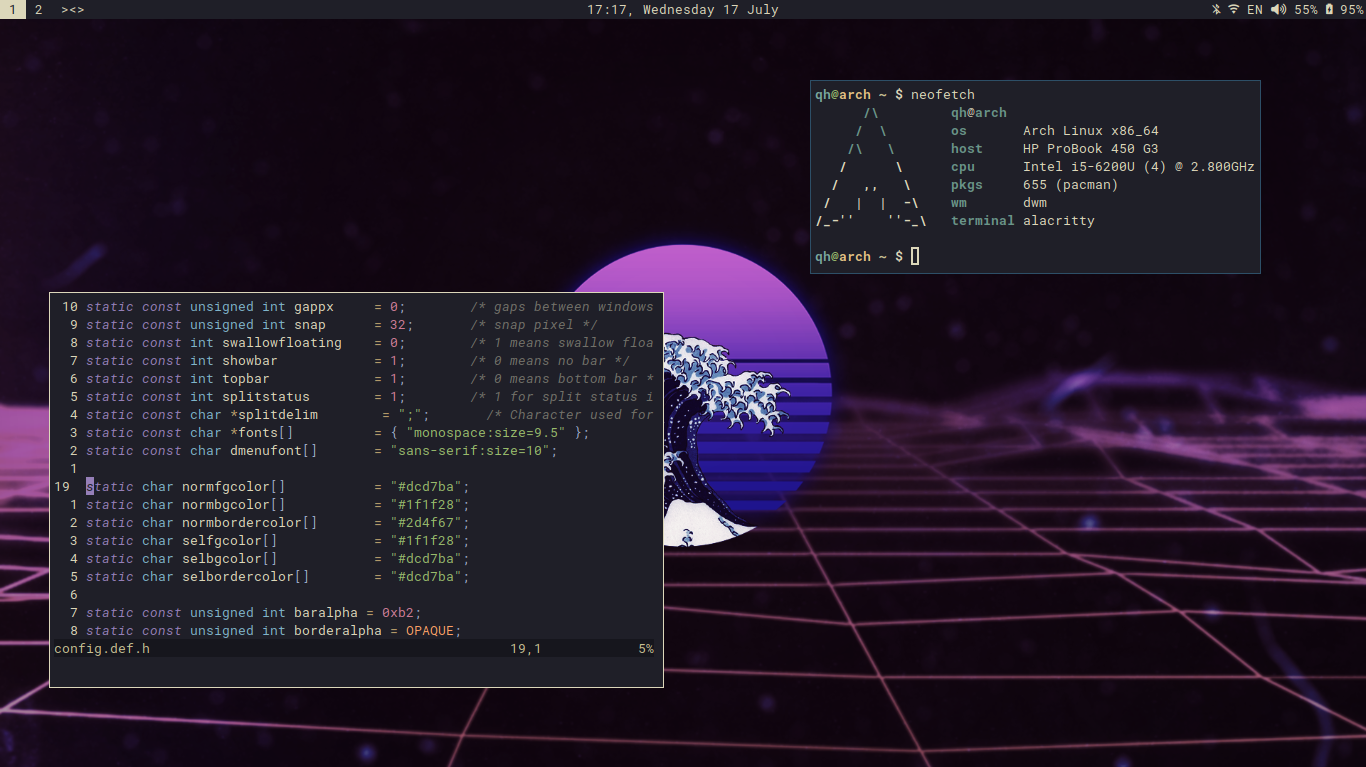 1 2 ><> 17:17, Wednesday 17 July EN 55% 95%
qh@arch ~ $ neofetch
/\ qh@arch
/ \ os Arch Linux x86_64
/\ \ host HP ProBook 450 G3
/ \ cpu Intel i5-6200U (4) @ 2.800GHz
/ ,, \ pkgs 655 (pacman)
/ | | -\ wm dwm
/_-'' ''-_\ terminal alacritty
qh@arch ~ $
10 static const unsigned int gappx = 0; /* gaps between windows
9 static const unsigned int snap = 32; /* snap pixel */
8 static const int swallowfloating = 0; /* 1 means swallow floa
7 static const int showbar = 1; /* 0 means no bar */
6 static const int topbar = 1; /* 0 means bottom bar *
5 static const int splitstatus = 1; /* 1 for split status i
4 static const char *splitdelim = ";"; /* Character used for
3 static const char *fonts[] = { "monospace:size=9.5" };
2 static const char dmenufont[] = "sans-serif:size=10";
1
19 static char normfgcolor[] = "#dcd7ba";
1 static char normbgcolor[] = "#1f1f28";
2 static char normbordercolor[] = "#2d4f67";
3 static char selfgcolor[] = "#1f1f28";
4 static char selbgcolor[] = "#dcd7ba";
5 static char selbordercolor[] = "#dcd7ba";
6
7 static const unsigned int baralpha = 0xb2;
8 static const unsigned int borderalpha = OPAQUE;
config.def.h 19,1 5%